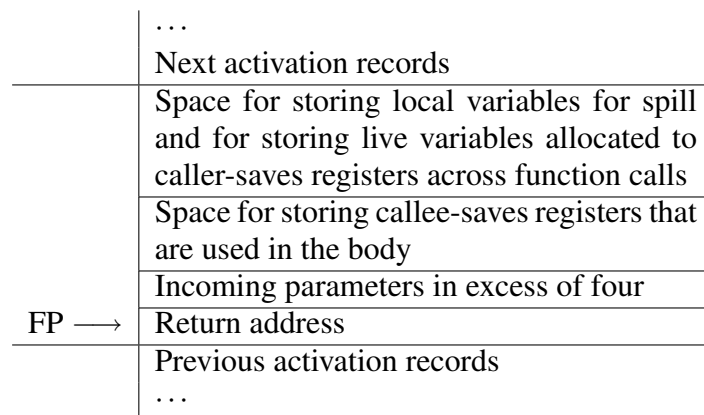 ...
Next activation records
Space for storing local variables for spill
and for storing live variables allocated to
caller-saves registers across function calls
Space for storing callee-saves registers that
are used in the body
Incoming parameters in excess of four
FP ⟶ Return address
Previous activation records
...